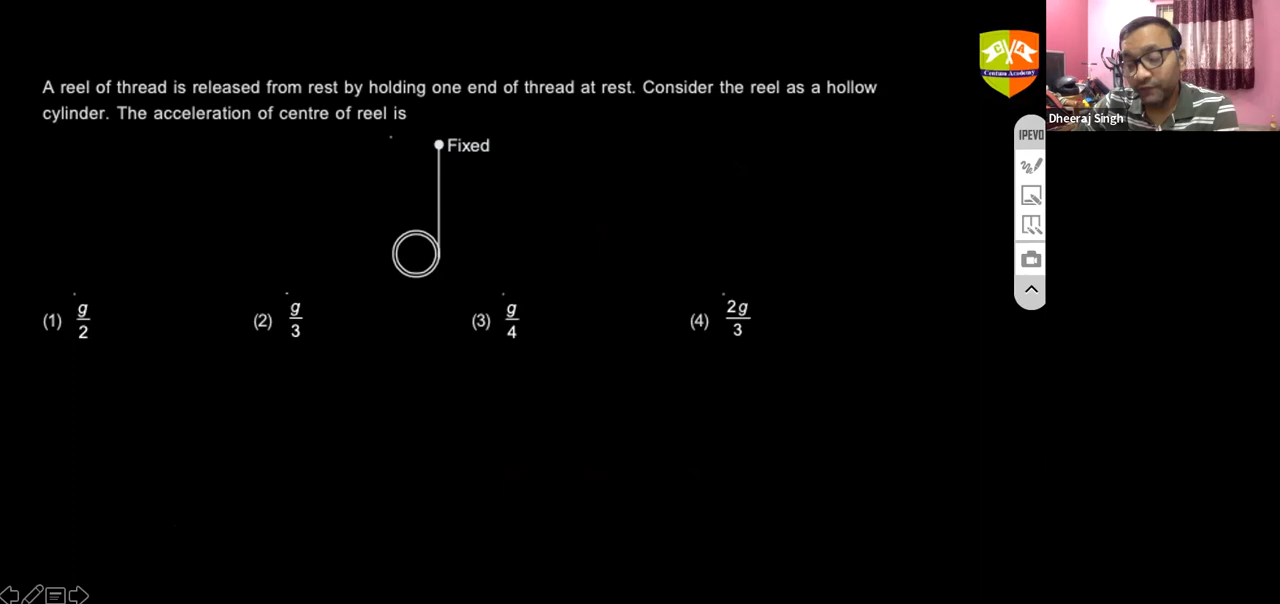 A reel of thread is released from rest by holding one end of thread at rest. Consider the reel as a hollow
cylinder. The acceleration of centre of reel is
Fixed
(1) g/2 (2) g/3 (3) g/4 (4) 2g/3
C A
Centum Academy
Dheeraj Singh
IPEVO